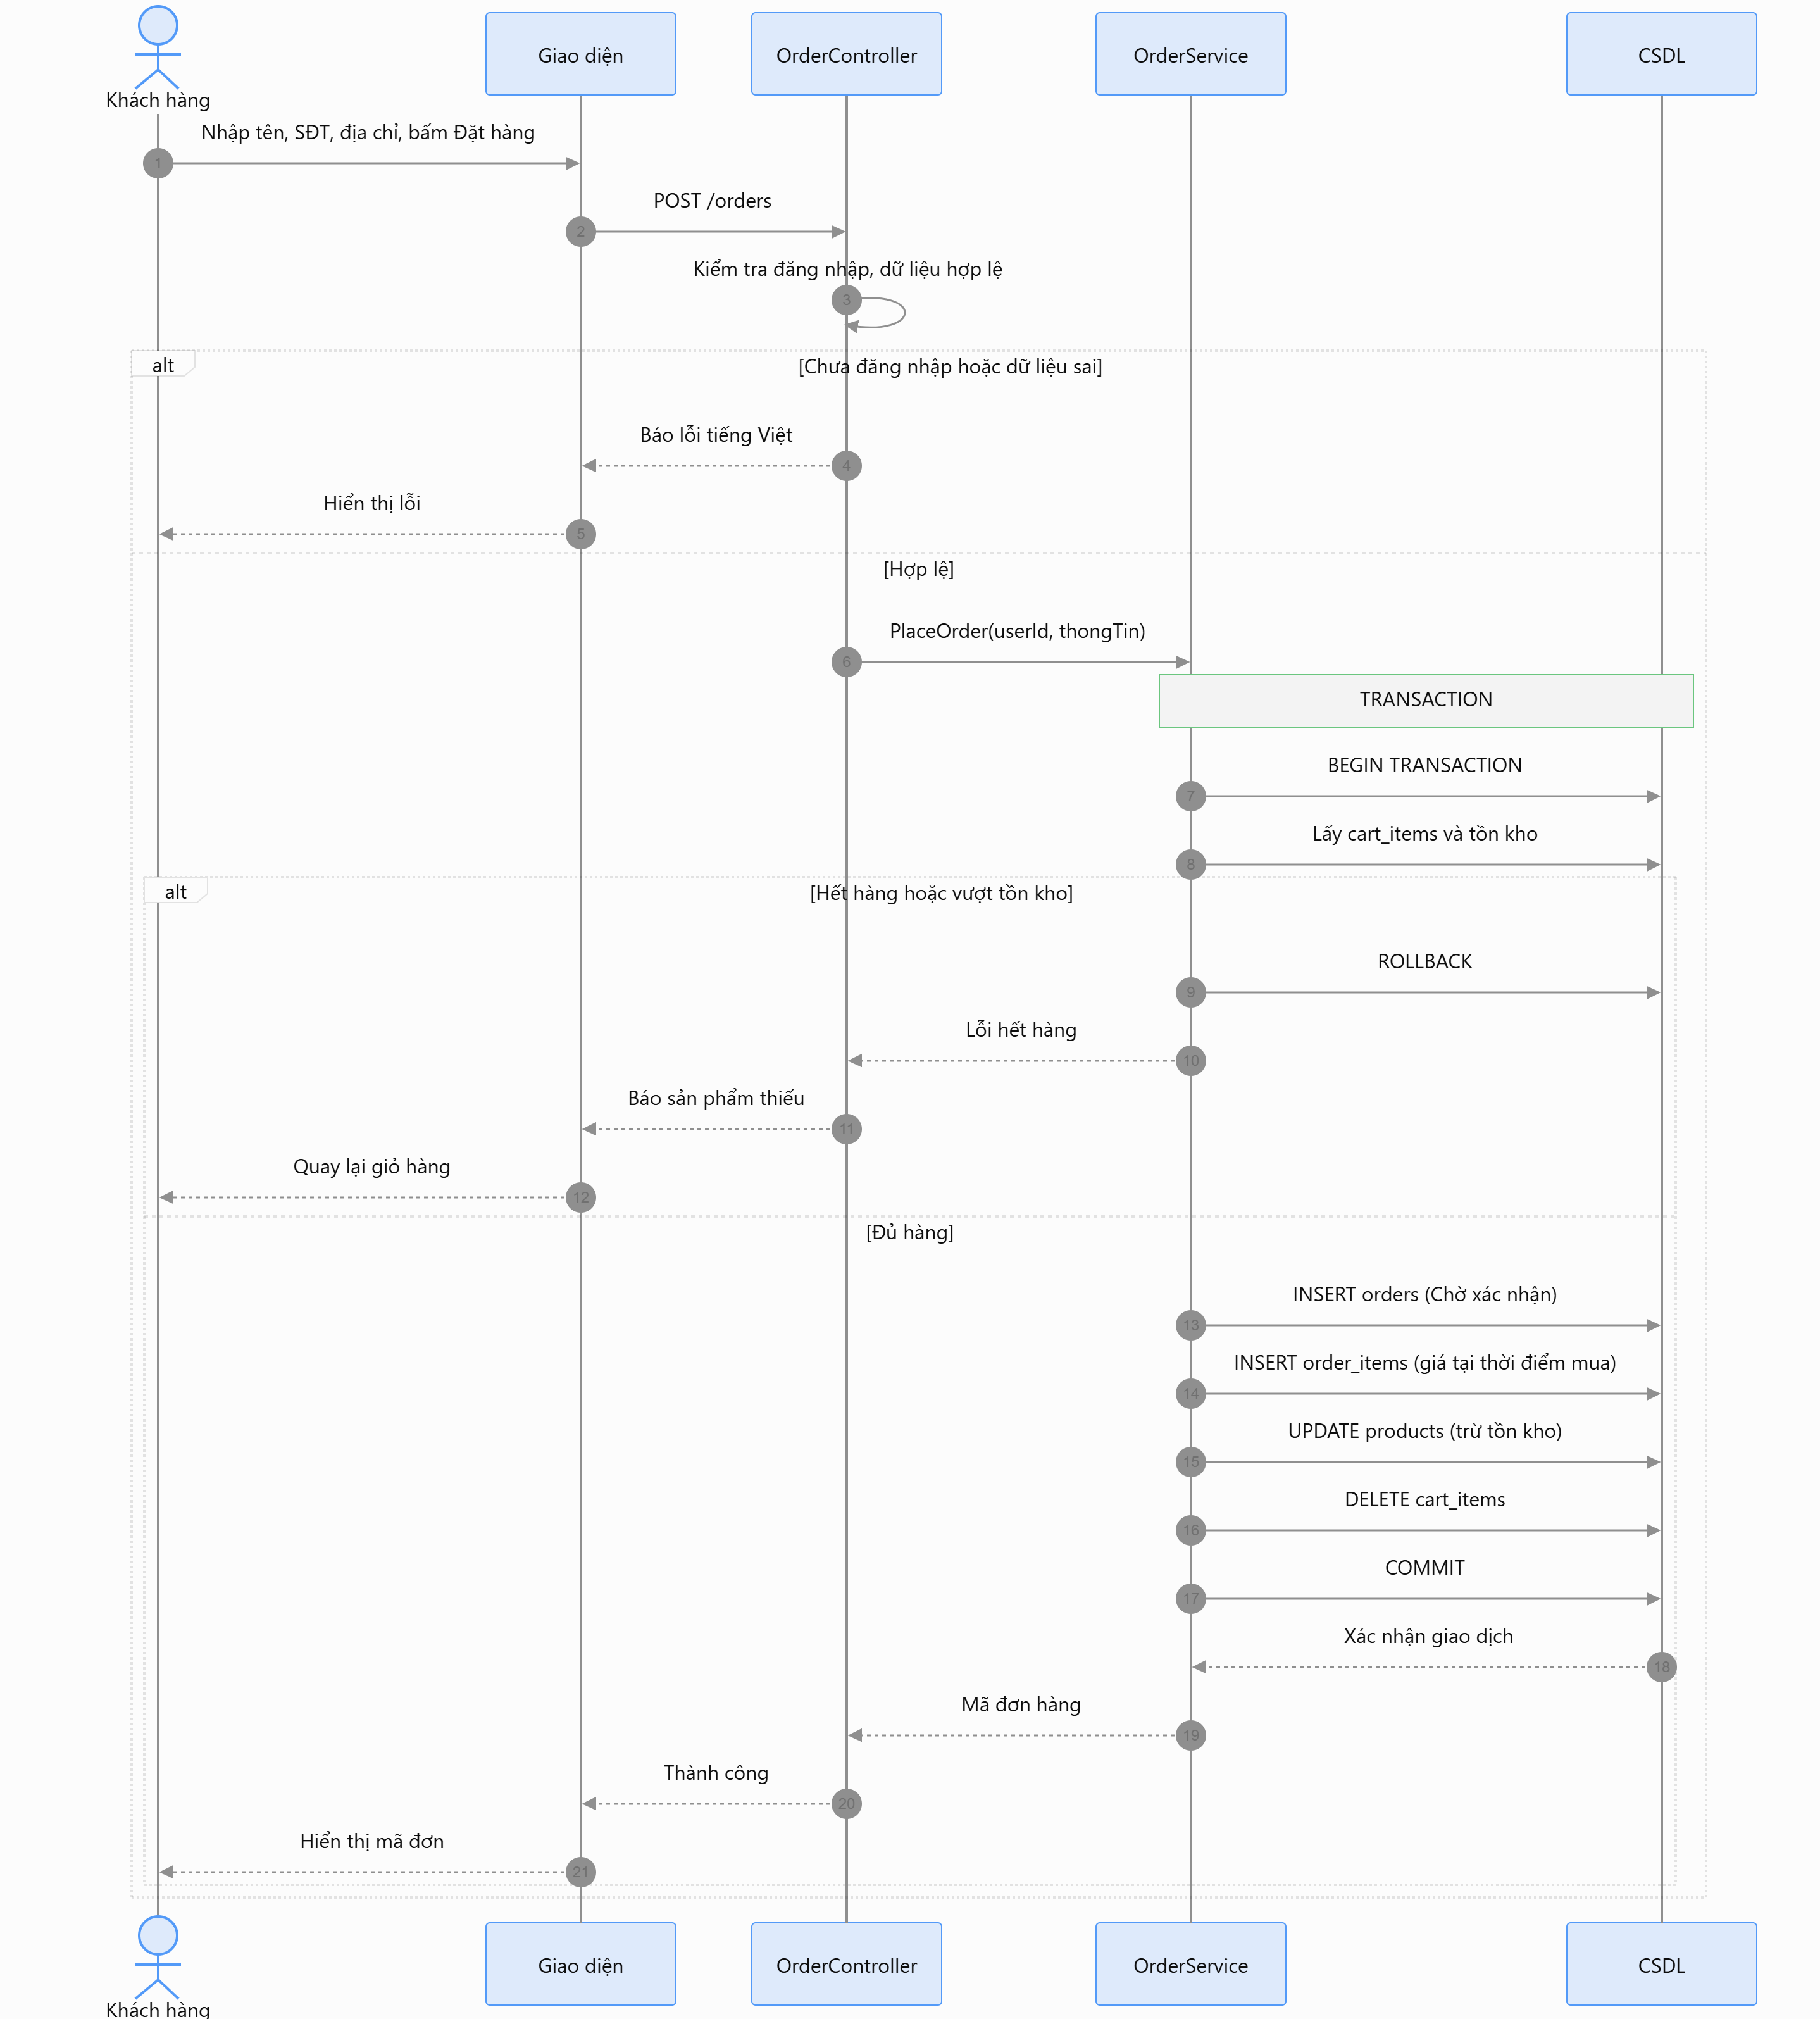 Khách hàng
Giao diện
OrderController
OrderService
CSDL
Nhập tên, SĐT, địa chỉ, bấm Đặt hàng
1
POST /orders
2
Kiểm tra đăng nhập, dữ liệu hợp lệ
3
alt
[Chưa đăng nhập hoặc dữ liệu sai]
Báo lỗi tiếng Việt
4
Hiển thị lỗi
5
[Hợp lệ]
PlaceOrder(userId, thongTin)
6
TRANSACTION
BEGIN TRANSACTION
7
Lấy cart_items và tồn kho
8
alt
[Hết hàng hoặc vượt tồn kho]
ROLLBACK
9
Lỗi hết hàng
10
Báo sản phẩm thiếu
11
Quay lại giỏ hàng
12
[Đủ hàng]
INSERT orders (Chờ xác nhận)
13
INSERT order_items (giá tại thời điểm mua)
14
UPDATE products (trừ tồn kho)
15
DELETE cart_items
16
COMMIT
17
Xác nhận giao dịch
18
Mã đơn hàng
19
Thành công
20
Hiển thị mã đơn
21
Khách hàng
Giao diện
OrderController
OrderService
CSDL